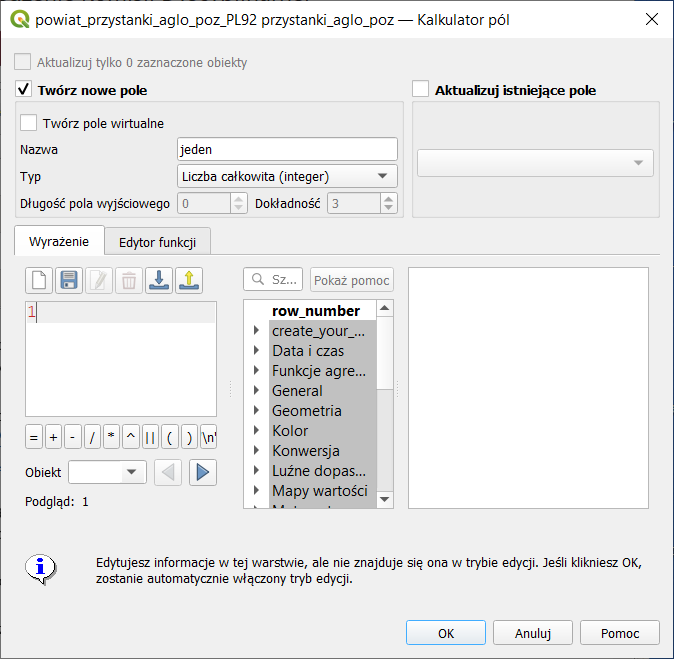 powiat_przystanki_aglo_poz_PL92 przystanki_aglo_poz — Kalkulator pól
Aktualizuj tylko 0 zaznaczone obiekty
Twórz nowe pole
Aktualizuj istniejące pole
Twórz pole wirtualne
Nazwa
jeden
Typ
Liczba całkowita (integer)
Długość pola wyjściowego
0
Dokładność
3
Wyrażenie
Edytor funkcji
Sz...
Pokaż pomoc
1
row_number
create_your_...
Data i czas
Funkcje agre...
General
Geometria
Kolor
Konwersja
Luźne dopas...
Mapy wartości
= + - / * ^ || ( ) \n'
Obiekt
Podgląd: 1
Edytujesz informacje w tej warstwie, ale nie znajduje się ona w trybie edycji. Jeśli klikniesz OK,
zostanie automatycznie włączony tryb edycji.
OK
Anuluj
Pomoc